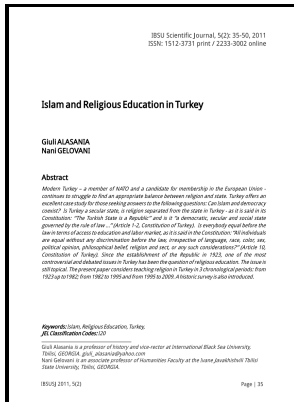 IBSU Scientific Journal, 5(2): 35-50, 2011
ISSN: 1512-3731 print / 2233-3002 online
Islam and Religious Education in Turkey
Giuli ALASANIA
Nani GELOVANI
Abstract
Modern Turkey – a member of NATO and a candidate for membership in the European Union -
continues to struggle to find an appropriate balance between religion and state. Turkey offers an
excellent case study for those seeking answers to the following questions: Can Islam and democracy
coexist? Is Turkey a secular state, is religion separated from the state in Turkey - as it is said in its
Constitution: "The Turkish State is a Republic" and is it "a democratic, secular and social state
governed by the rule of law ..." (Article 1-2, Constitution of Turkey). Is everybody equal before the
law in terms of access to education and labor market, as it is said in the Constitution: "All individuals
are equal without any discrimination before the law, irrespective of language, race, color, sex,
political opinion, philosophical belief, religion and sect, or any such considerations?" (Article 10,
Constitution of Turkey). Since the establishment of the Republic in 1923, one of the most
controversial and debated issues in Turkey has been the question of religious education. The issue is
still topical. The present paper considers teaching religion in Turkey in 3 chronological periods: from
1923 up to 1982; from 1982 to 1995 and from 1995 to 2009. A historic survey is also introduced.
Keywords: Islam, Religious Education, Turkey,
JEL Classification Codes: I20
Giuli Alasania is professor of history and vice-rector at International Black Sea University,
Tbilisi, GEORGIA. giuli_alasania@yahoo.com
Nani Gelovani is an associate professor of Humanities Faculty at the Ivane Javakhishvili Tbilisi
State University, Tbilisi, GEORGIA.
IBSUSJ 2011, 5(2)
Page | 35